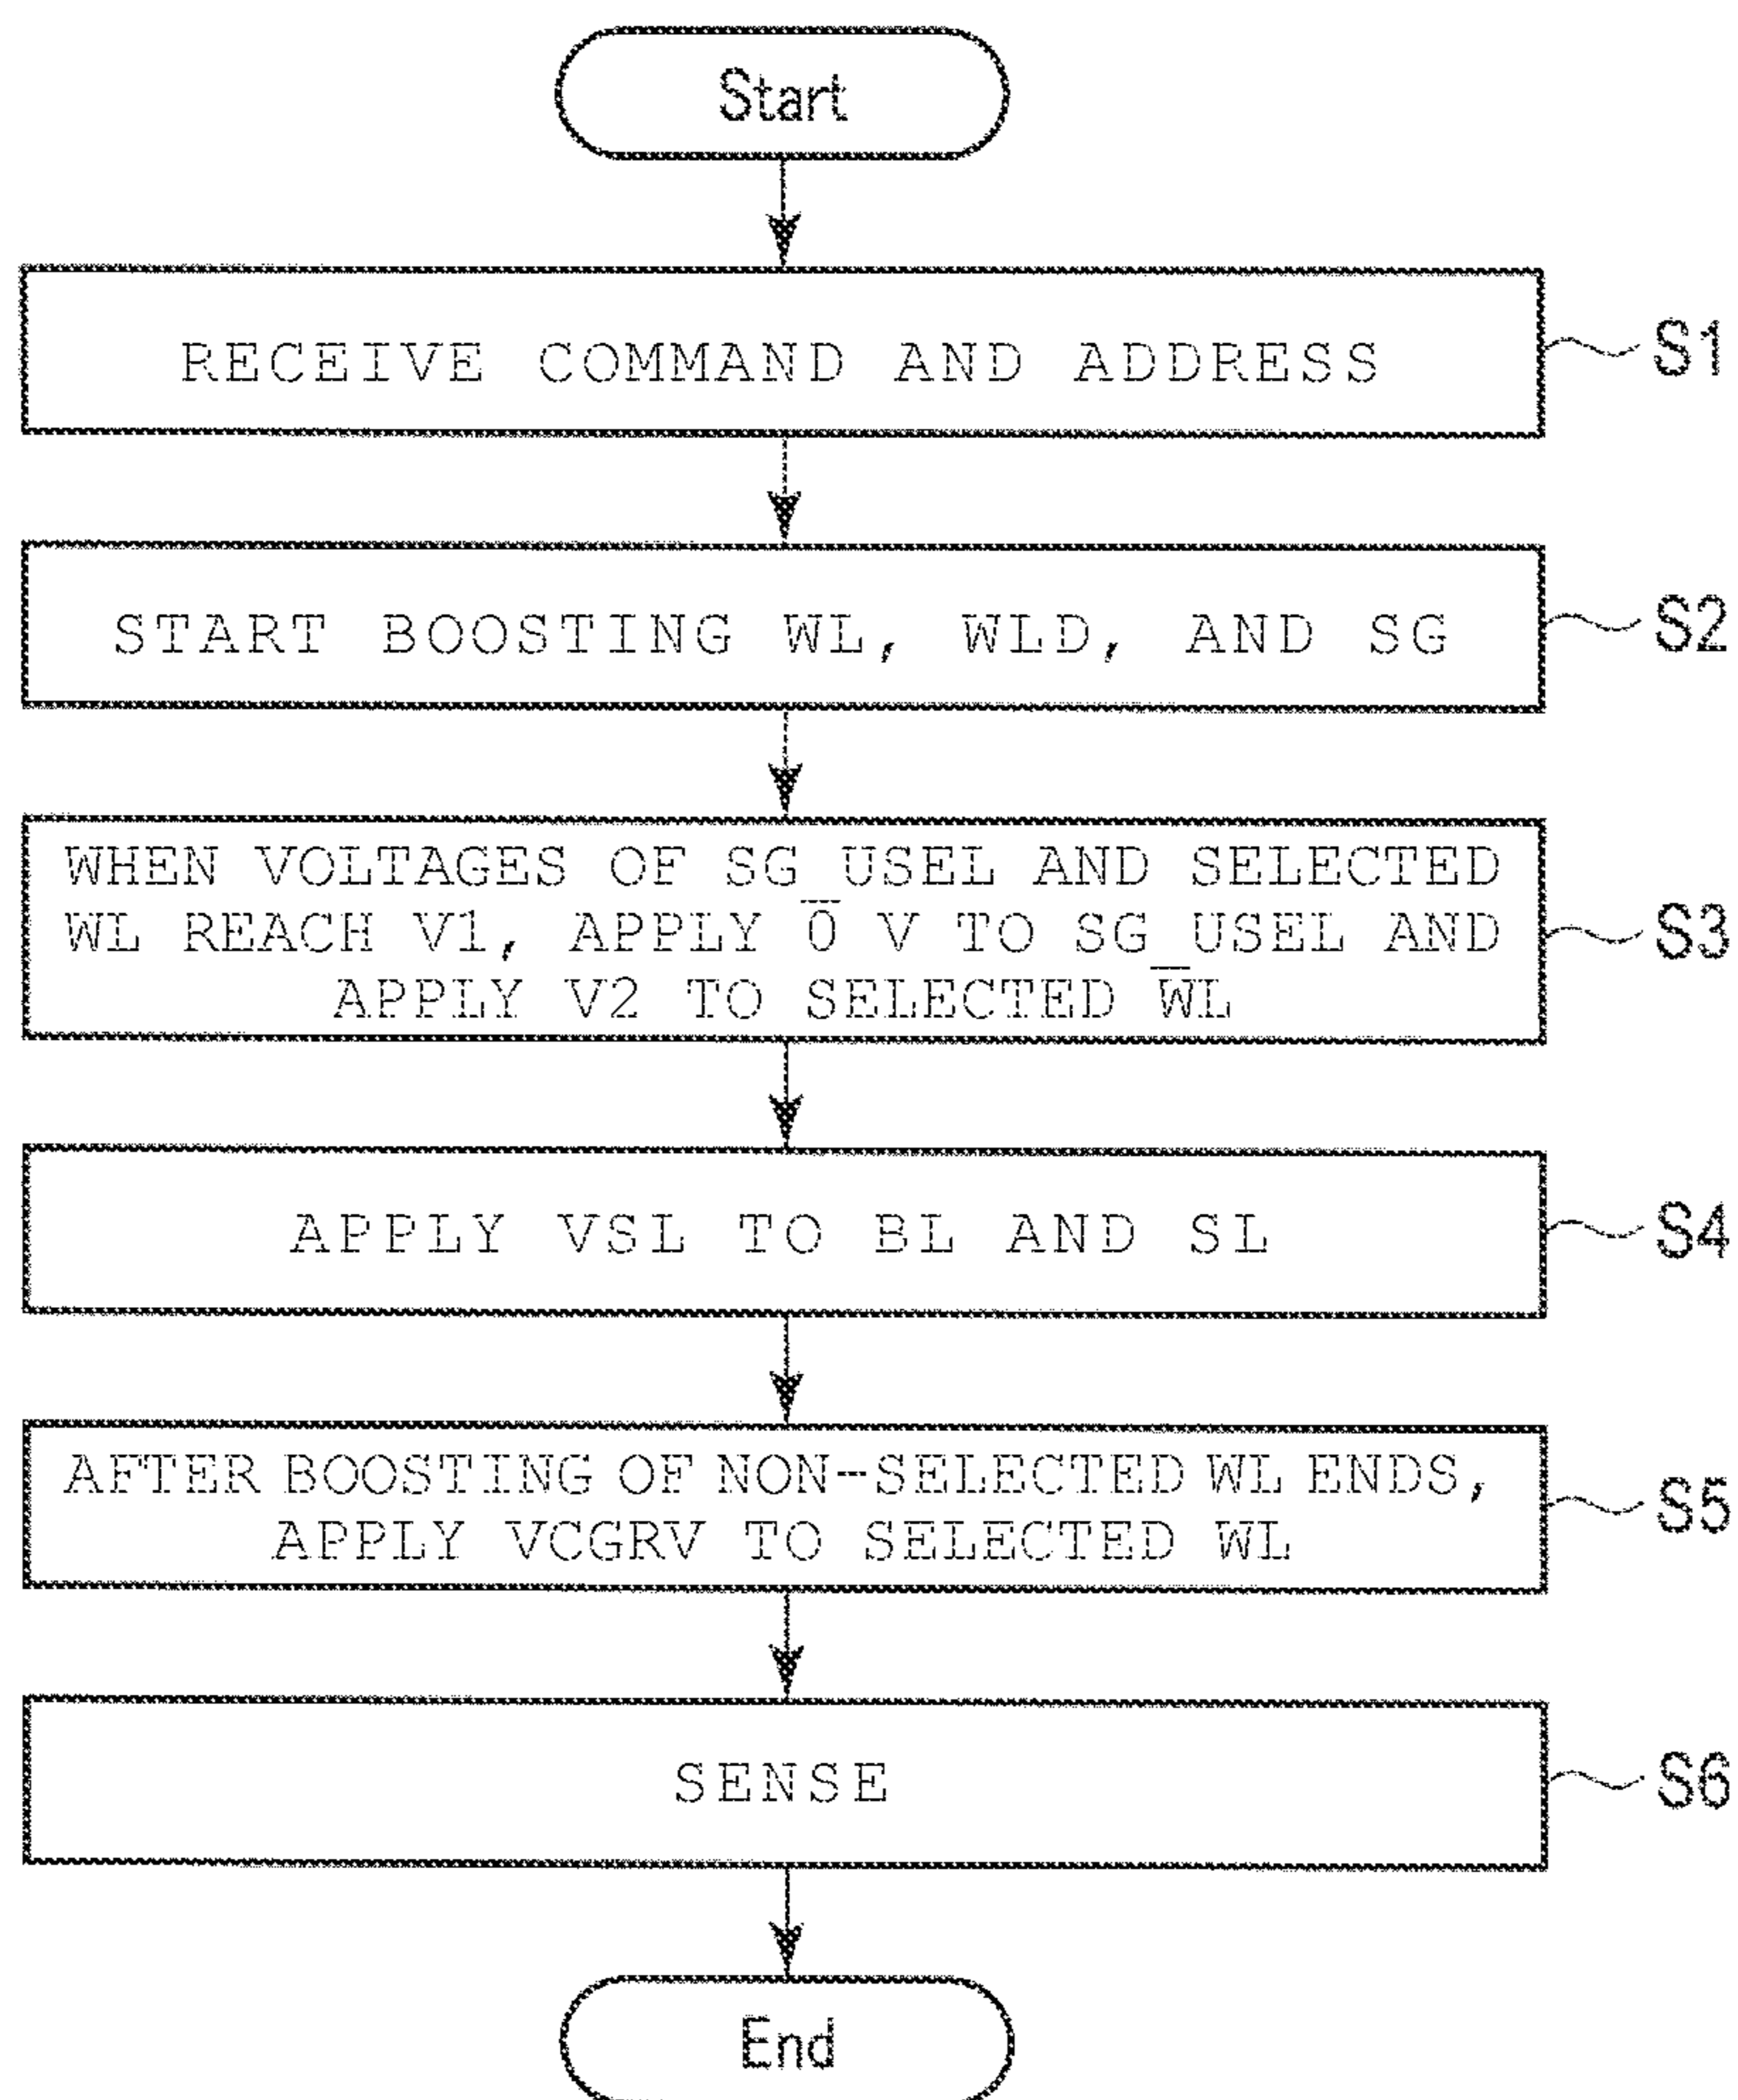 Start
RECEIVE COMMAND AND ADDRESS
S1
START BOOSTING WL, WLD, AND SG
S2
WHEN VOLTAGES OF SG_USEL AND SELECTED
WL REACH V1, APPLY 0 V TO SG_USEL AND
APPLY V2 TO SELECTED WL
S3
APPLY VSL TO BL AND SL
S4
AFTER BOOSTING OF NON-SELECTED WL ENDS,
APPLY VCGRV TO SELECTED WL
S5
SENSE
S6
End